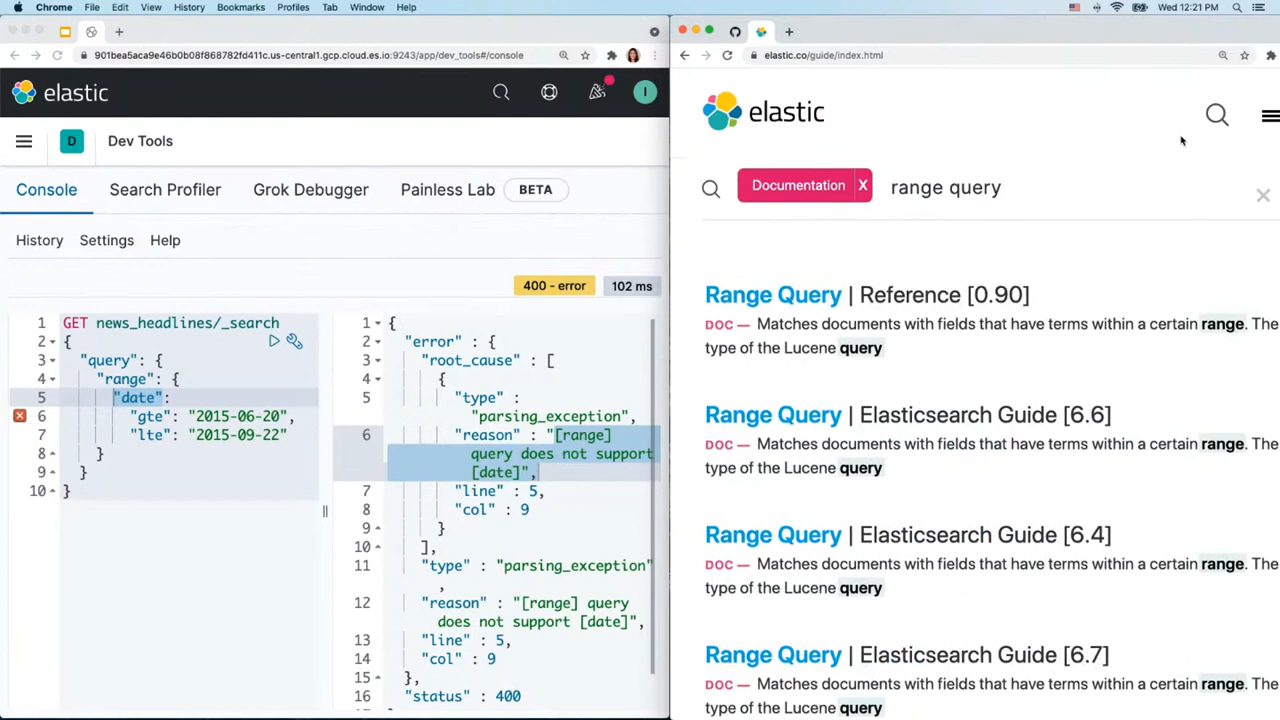 Chrome File Edit View History Bookmarks Profiles Tab Window Help
Wed 12:21 PM
901bea5aca9e46b0b08f868782fd411c.us-central1.gcp.cloud.es.io:9243/app/dev_tools#/console
elastic
I
D Dev Tools
Console Search Profiler Grok Debugger Painless Lab BETA
History Settings Help
400 - error 102 ms
1 GET news_headlines/_search
2 {
3 "query": {
4 "range": {
5 "date":
6 "gte": "2015-06-20",
7 "lte": "2015-09-22"
8 }
9 }
10 }
1 {
2 "error" : {
3 "root_cause" : [
4 {
5 "type" :
"parsing_exception",
6 "reason" : "[range]
query does not support
[date]",
7 "line" : 5,
8 "col" : 9
9 }
10 ],
11 "type" : "parsing_exception"
,
12 "reason" : "[range] query
does not support [date]",
13 "line" : 5,
14 "col" : 9
15 },
16 "status" : 400
elastic.co/guide/index.html
elastic
Documentation X range query
Range Query | Reference [0.90]
DOC — Matches documents with fields that have terms within a certain range. The
type of the Lucene query
Range Query | Elasticsearch Guide [6.6]
DOC — Matches documents with fields that have terms within a certain range. The
type of the Lucene query
Range Query | Elasticsearch Guide [6.4]
DOC — Matches documents with fields that have terms within a certain range. The
type of the Lucene query
Range Query | Elasticsearch Guide [6.7]
DOC — Matches documents with fields that have terms within a certain range. The
type of the Lucene query